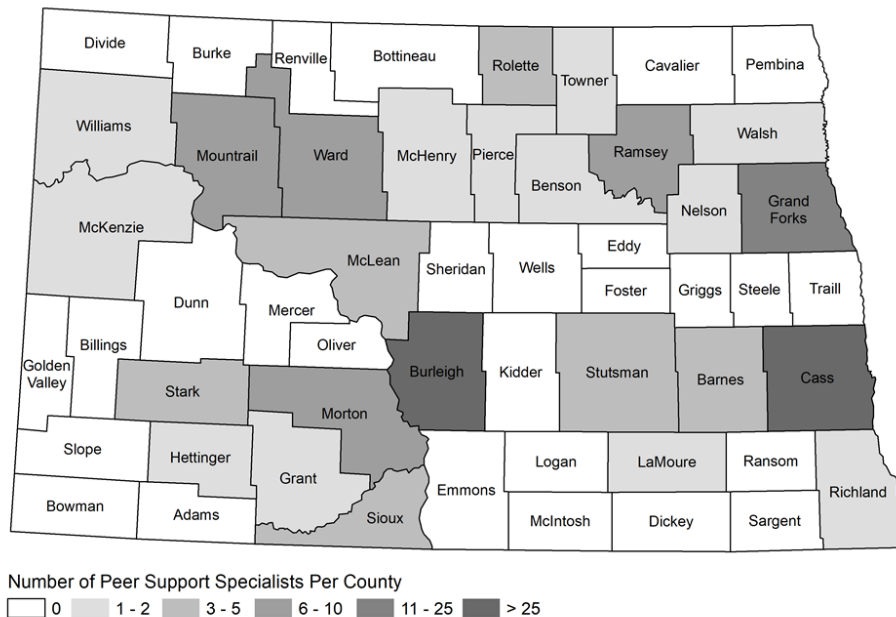 Divide
Burke
Renville
Bottineau
Rolette
Towner
Cavalier
Pembina
Williams
Mountrail
Ward
McHenry
Pierce
Benson
Ramsey
Walsh
Nelson
Grand
Forks
McKenzie
McLean
Sheridan
Wells
Eddy
Foster
Griggs
Steele
Traill
Dunn
Mercer
Oliver
Golden
Valley
Billings
Stark
Morton
Burleigh
Kidder
Stutsman
Barnes
Cass
Slope
Hettinger
Grant
Emmons
Logan
LaMoure
Ransom
Richland
Bowman
Adams
Sioux
McIntosh
Dickey
Sargent
Number of Peer Support Specialists Per County
0 1 - 2 3 - 5 6 - 10 11 - 25 > 25